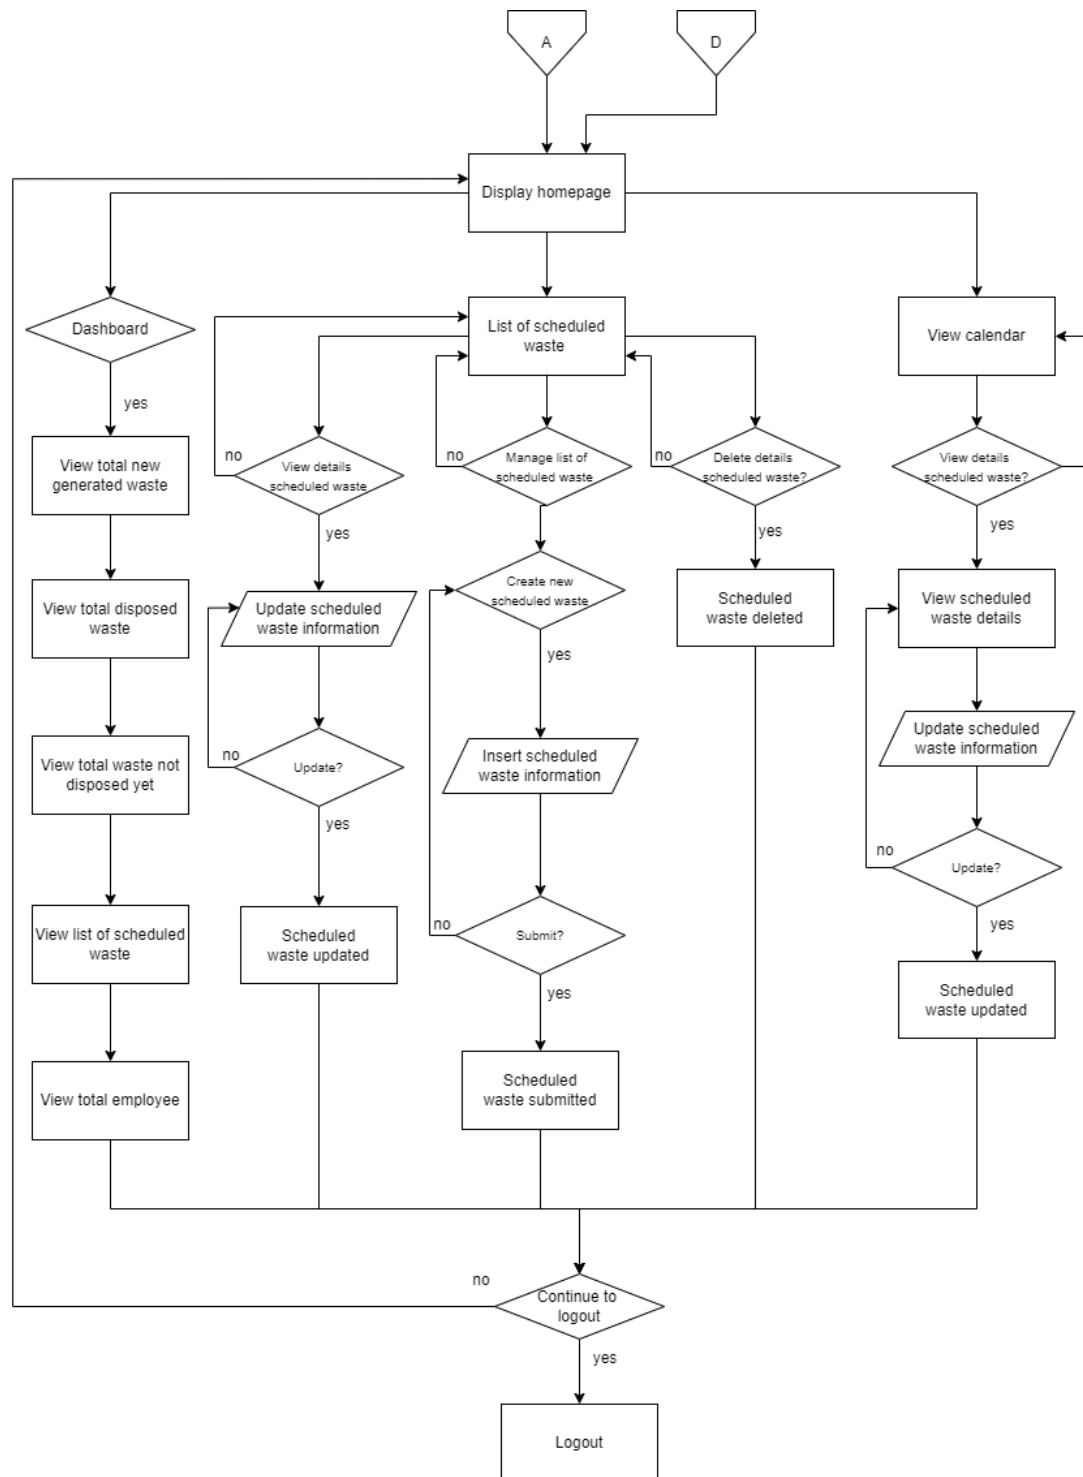 A
D
Display homepage
Dashboard
List of scheduled
waste
View calendar
yes
no
View details
scheduled waste
no
Manage list of
scheduled waste
no
Delete details
scheduled waste?
View details
scheduled waste?
View total new
generated waste
yes
yes
yes
Create new
scheduled waste
Scheduled
waste deleted
View scheduled
waste details
View total disposed
waste
Update scheduled
waste information
yes
Update scheduled
waste information
View total waste not
disposed yet
no
Update?
Insert scheduled
waste information
yes
no
Update?
View list of scheduled
waste
Scheduled
waste updated
no
Submit?
yes
yes
Scheduled
waste updated
View total employee
Scheduled
waste submitted
no
Continue to
logout
yes
Logout